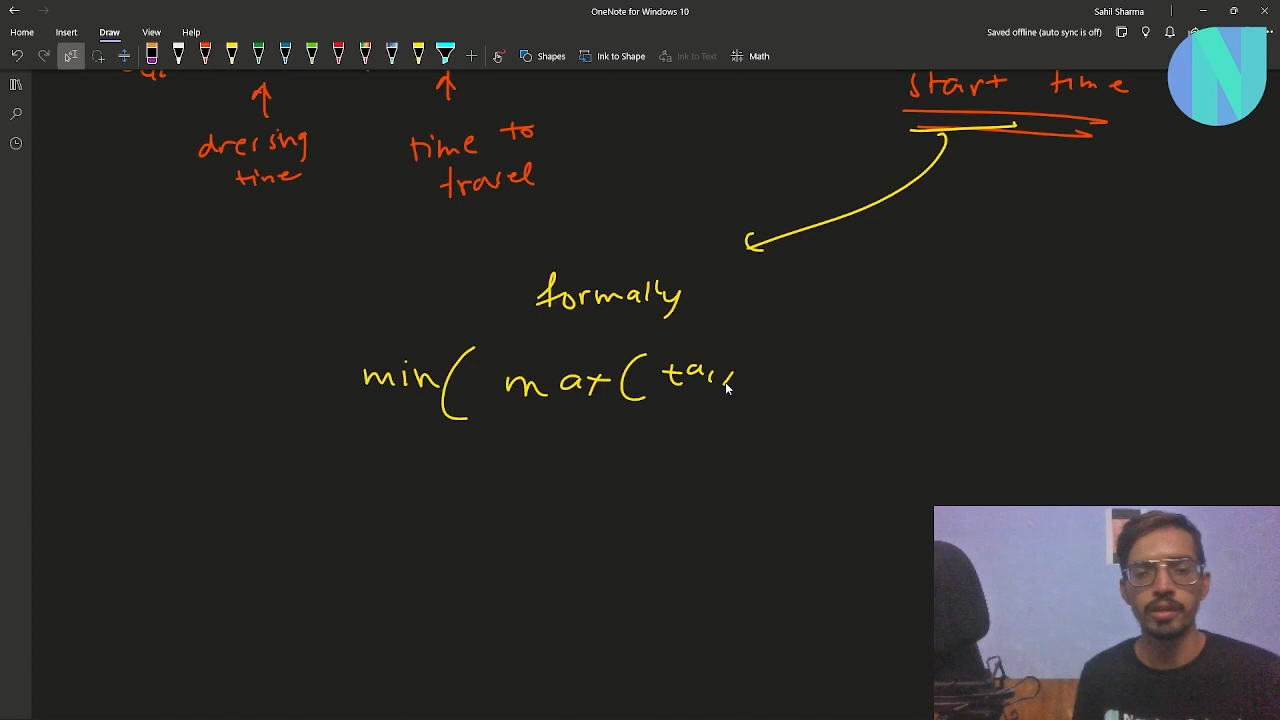 OneNote for Windows 10
Sahil Sharma
Home Insert Draw View Help
Saved offline (auto sync is off)
Shapes Ink to Shape Ink to Text Math
start time
dressing time
time to travel
formally
min( max(